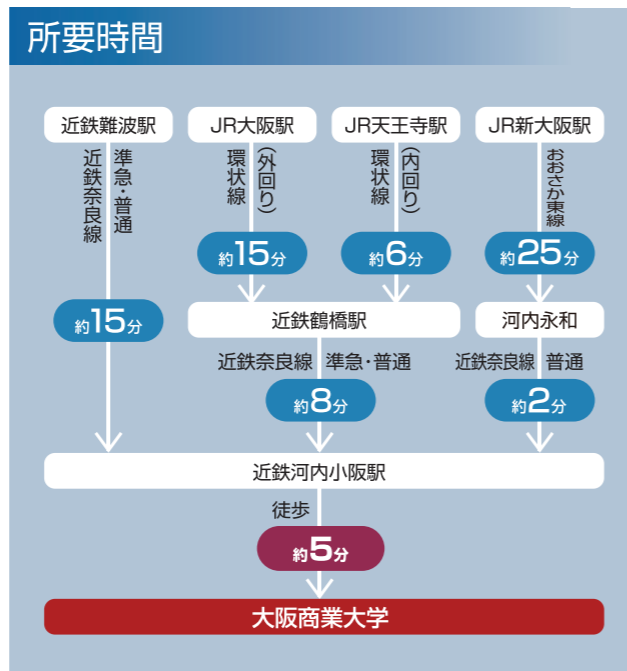 所要時間
近鉄難波駅
JR大阪駅
JR天王寺駅
JR新大阪駅
準急・普通
近鉄奈良線
(外回り)
環状線
(内回り)
環状線
おおさか東線
約15分
約6分
約25分
約15分
近鉄鶴橋駅
河内永和
近鉄奈良線 準急・普通
近鉄奈良線 普通
約8分
約2分
近鉄河内小阪駅
徒歩
約5分
大阪商業大学